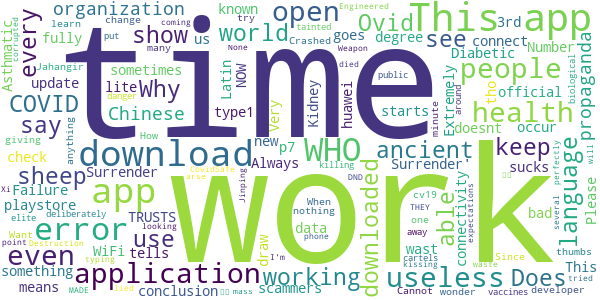 organization
known
open
Ovid
This app
3rd
Number
learn
change
coming
None
tainted
How
many
every
show
us
world
goes
degree
see
connect
Engineered
put
try
Crashed
Weapon
died
public
Asthmatic
corrupted
fully
Jahangir
from
update
sometimes
Why
lite
Latin
NOW
Kidney
huawei
Diabetic
people
official
propaganda
danger
COVID
Chinese
type1
starts
minute
around
Extremely
tho
health
biological
time
giving
anything
say
How
Very
new
p7
doesnt
occur
will
perfectly
check
download
WHO
ancient
keep
Please
sheep
Surrender
Always
killing
Surrender'
sucks
Failure
TRUSTS
CovidSafe
arse
DND
cv19
THEY
connectivity
several
expectations
language
Xi
playstore
app
use
looking
Jinping
When
nothing
downloaded
one
away
able
bad
elite
deliberately
error
WiFi
tells
draw
data
phone
wast
Since
thumbs
point
Want
Destruction
typing
I'm
cartels
kissing
useless
Does
This
tried
even
something
means
MADE
application
conclusion
lied
mass
working
scammers
developer
Cannot
waste
wonder
vaccines
work